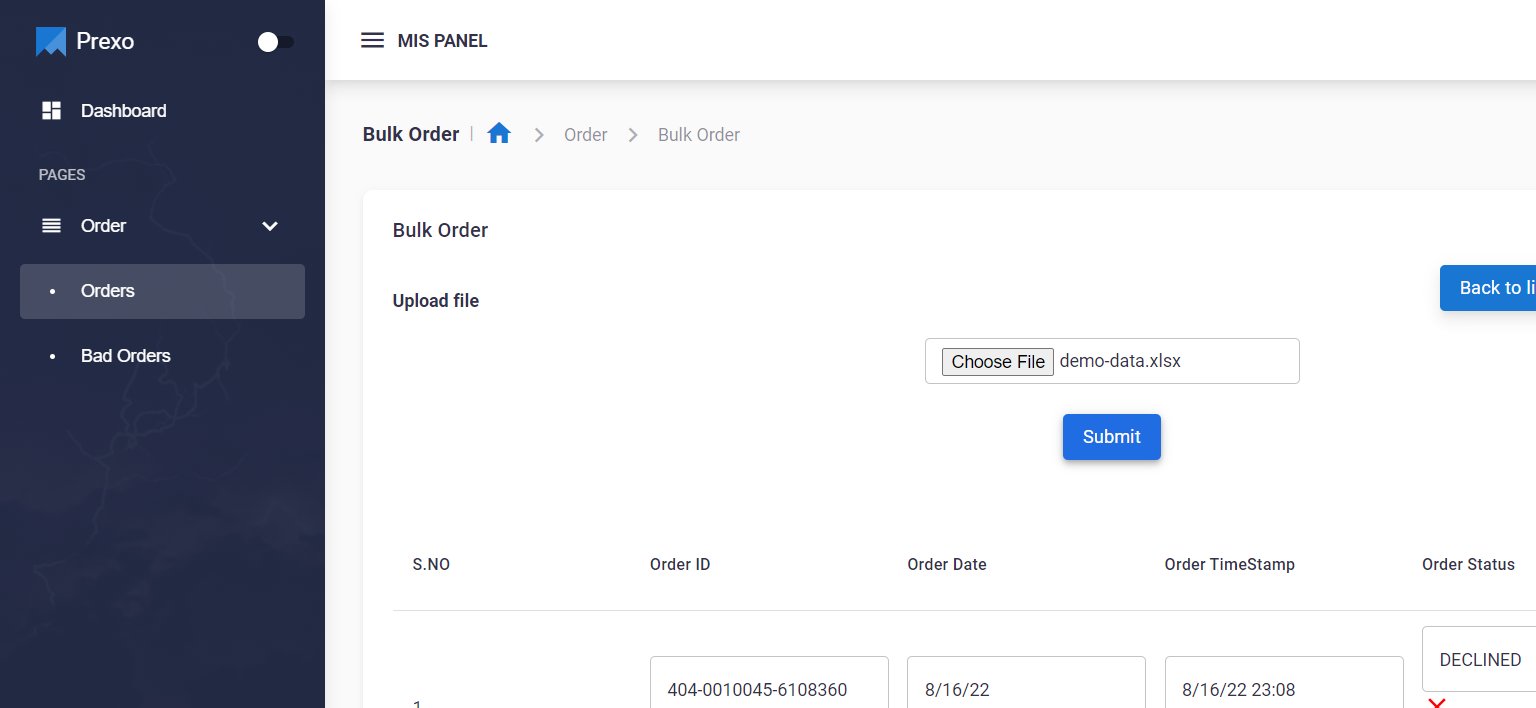 Prexo
MIS PANEL
Dashboard
Bulk Order | Order Bulk Order
PAGES
Order
Bulk Order
Orders
Upload file
Back to li
Bad Orders
Choose File demo-data.xlsx
Submit
S.NO Order ID Order Date Order TimeStamp Order Status
1 404-0010045-6108360 8/16/22 8/16/22 23:08 DECLINED